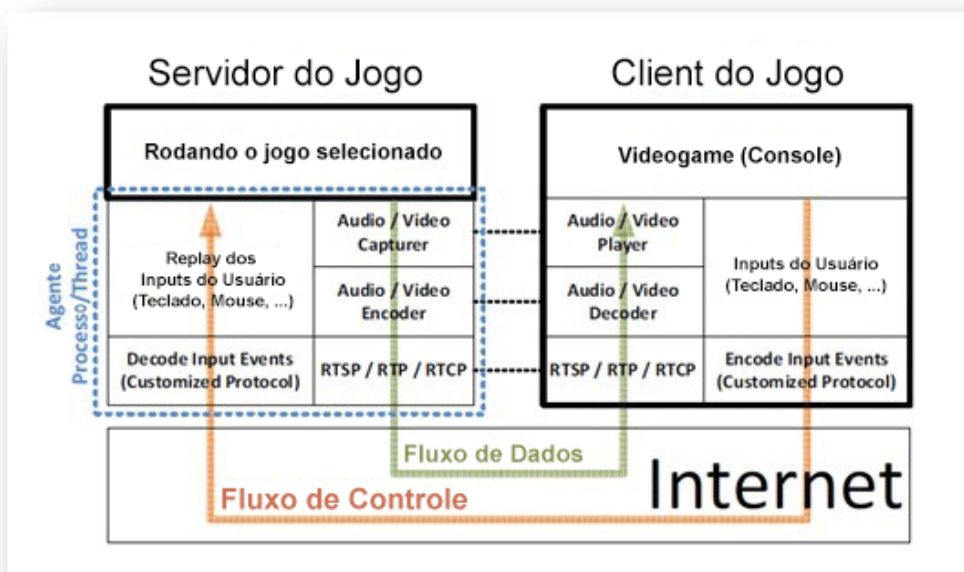 Servidor do Jogo
Client do Jogo
Rodando o jogo selecionado
Videogame (Console)
Agente
Processo/Thread
Replay dos
Inputs do Usuário
(Teclado, Mouse, ...)
Audio / Video
Capturer
Audio / Video
Encoder
Decode Input Events
(Customized Protocol)
RTSP / RTP / RTCP
Audio / Video
Player
Audio / Video
Decoder
RTSP / RTP / RTCP
Inputs do Usuário
(Teclado, Mouse, ...)
Encode Input Events
(Customized Protocol)
Fluxo de Dados
Fluxo de Controle
Internet